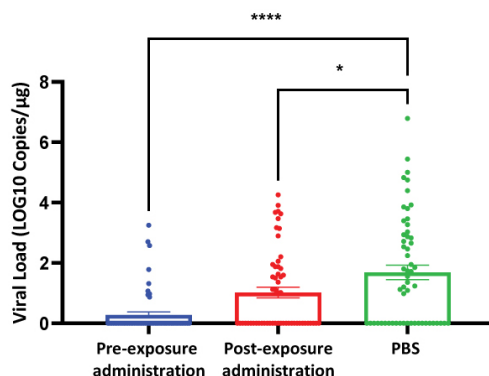 ****
*
Viral Load (LOG10 Copies/µg)
8
6
4
2
0
Pre-exposure
administration
Post-exposure
administration
PBS